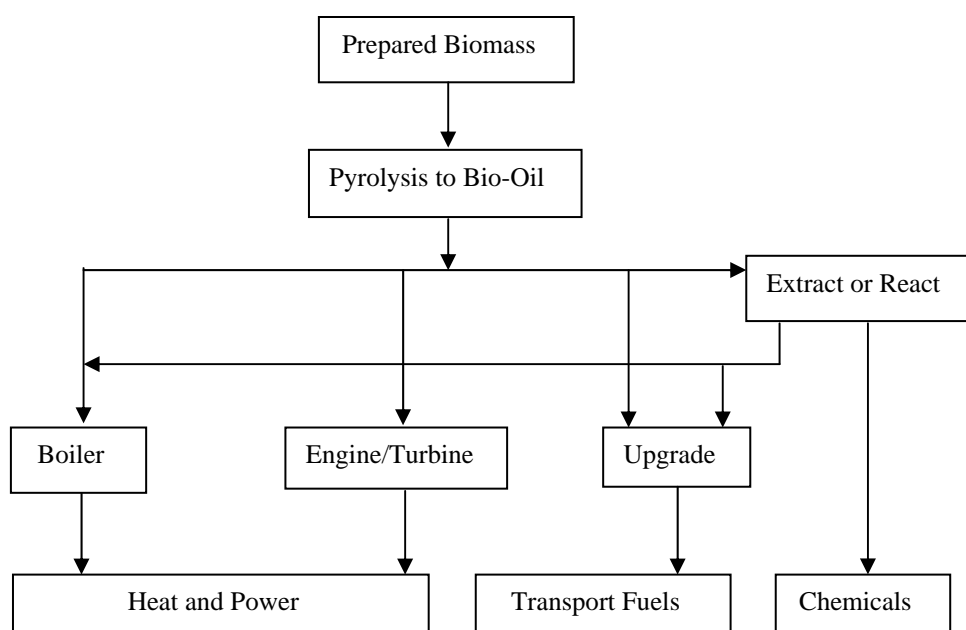 Prepared Biomass
Pyrolysis to Bio-Oil
Extract or React
Boiler
Engine/Turbine
Upgrade
Heat and Power
Transport Fuels
Chemicals